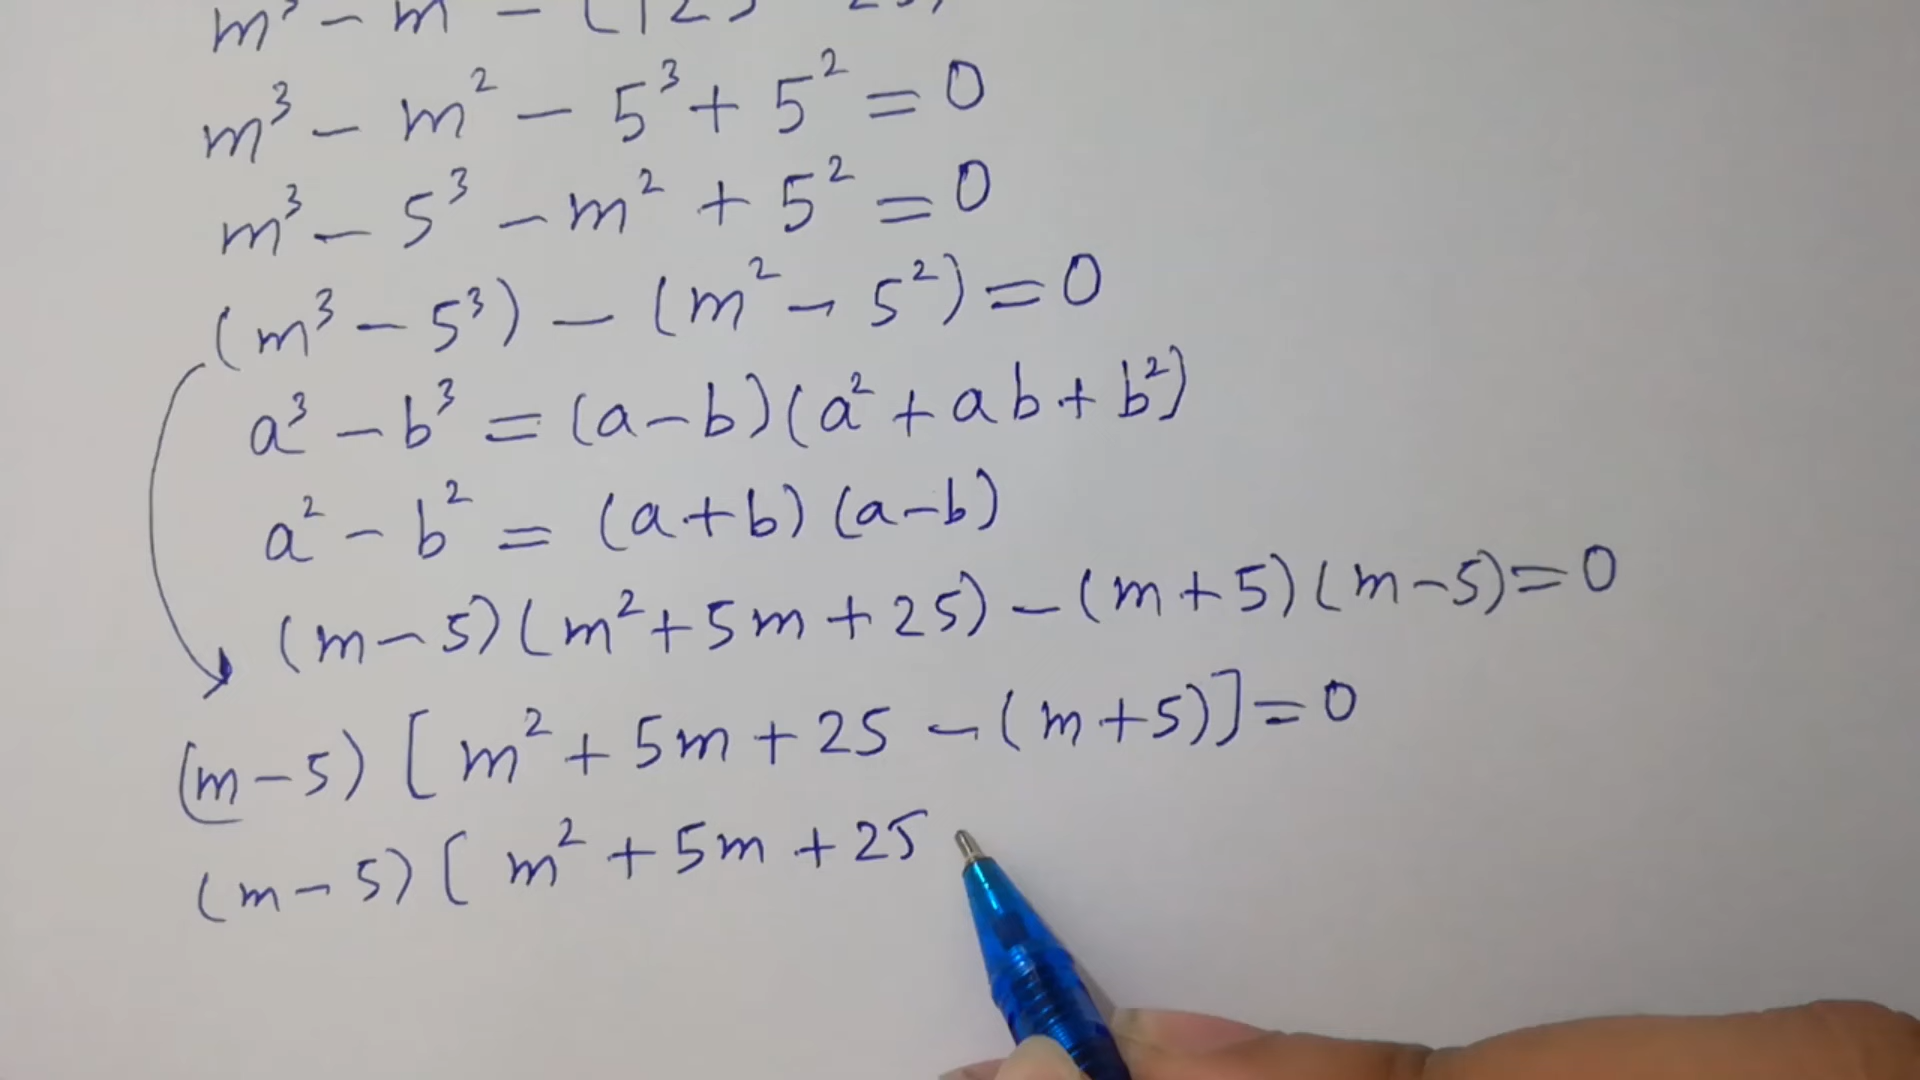 m³ - m² - 5³ + 5² = 0
m³ - 5³ - m² + 5² = 0
(m³ - 5³) - (m² - 5²) = 0
a³ - b³ = (a-b)(a² + ab + b²)
a² - b² = (a+b)(a-b)
(m-5)(m² + 5m + 25) - (m+5)(m-5) = 0
(m-5)[m² + 5m + 25 - (m+5)] = 0
(m-5)[m² + 5m + 25